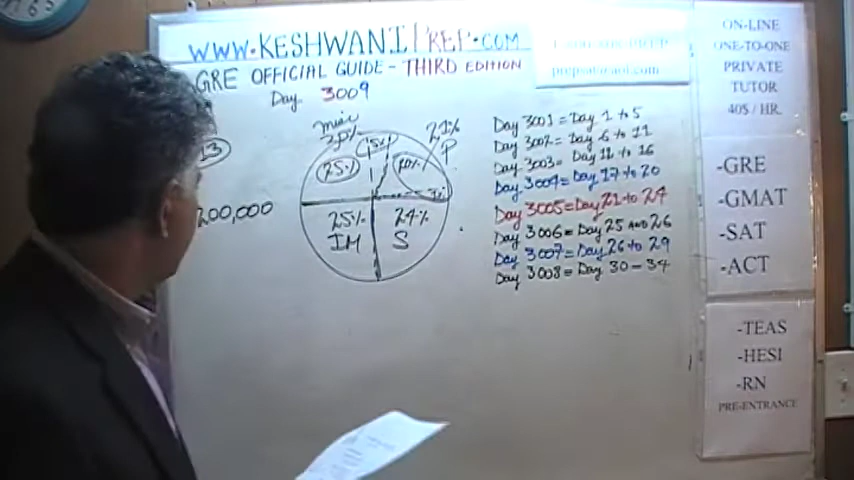 WWW.KESHWANIPREP.COM
GRE OFFICIAL GUIDE - THIRD EDITION
Day 3009
13
200,000
25%
15%
20%
21%
P
25%
IM
24%
S
Day 3001 = Day 1 to 5
Day 3002 = Day 6 to 11
Day 3003 = Day 12 to 16
Day 3004 = Day 17 to 20
Day 3005 = Day 21 to 24
Day 3006 = Day 25 AND 26
Day 3007 = Day 26 to 29
Day 3008 = Day 30 - 34
ON-LINE
ONE-TO-ONE
PRIVATE
TUTOR
40$ / HR.
-GRE
-GMAT
-SAT
-ACT
-TEAS
-HESI
-RN
PRE-ENTRANCE